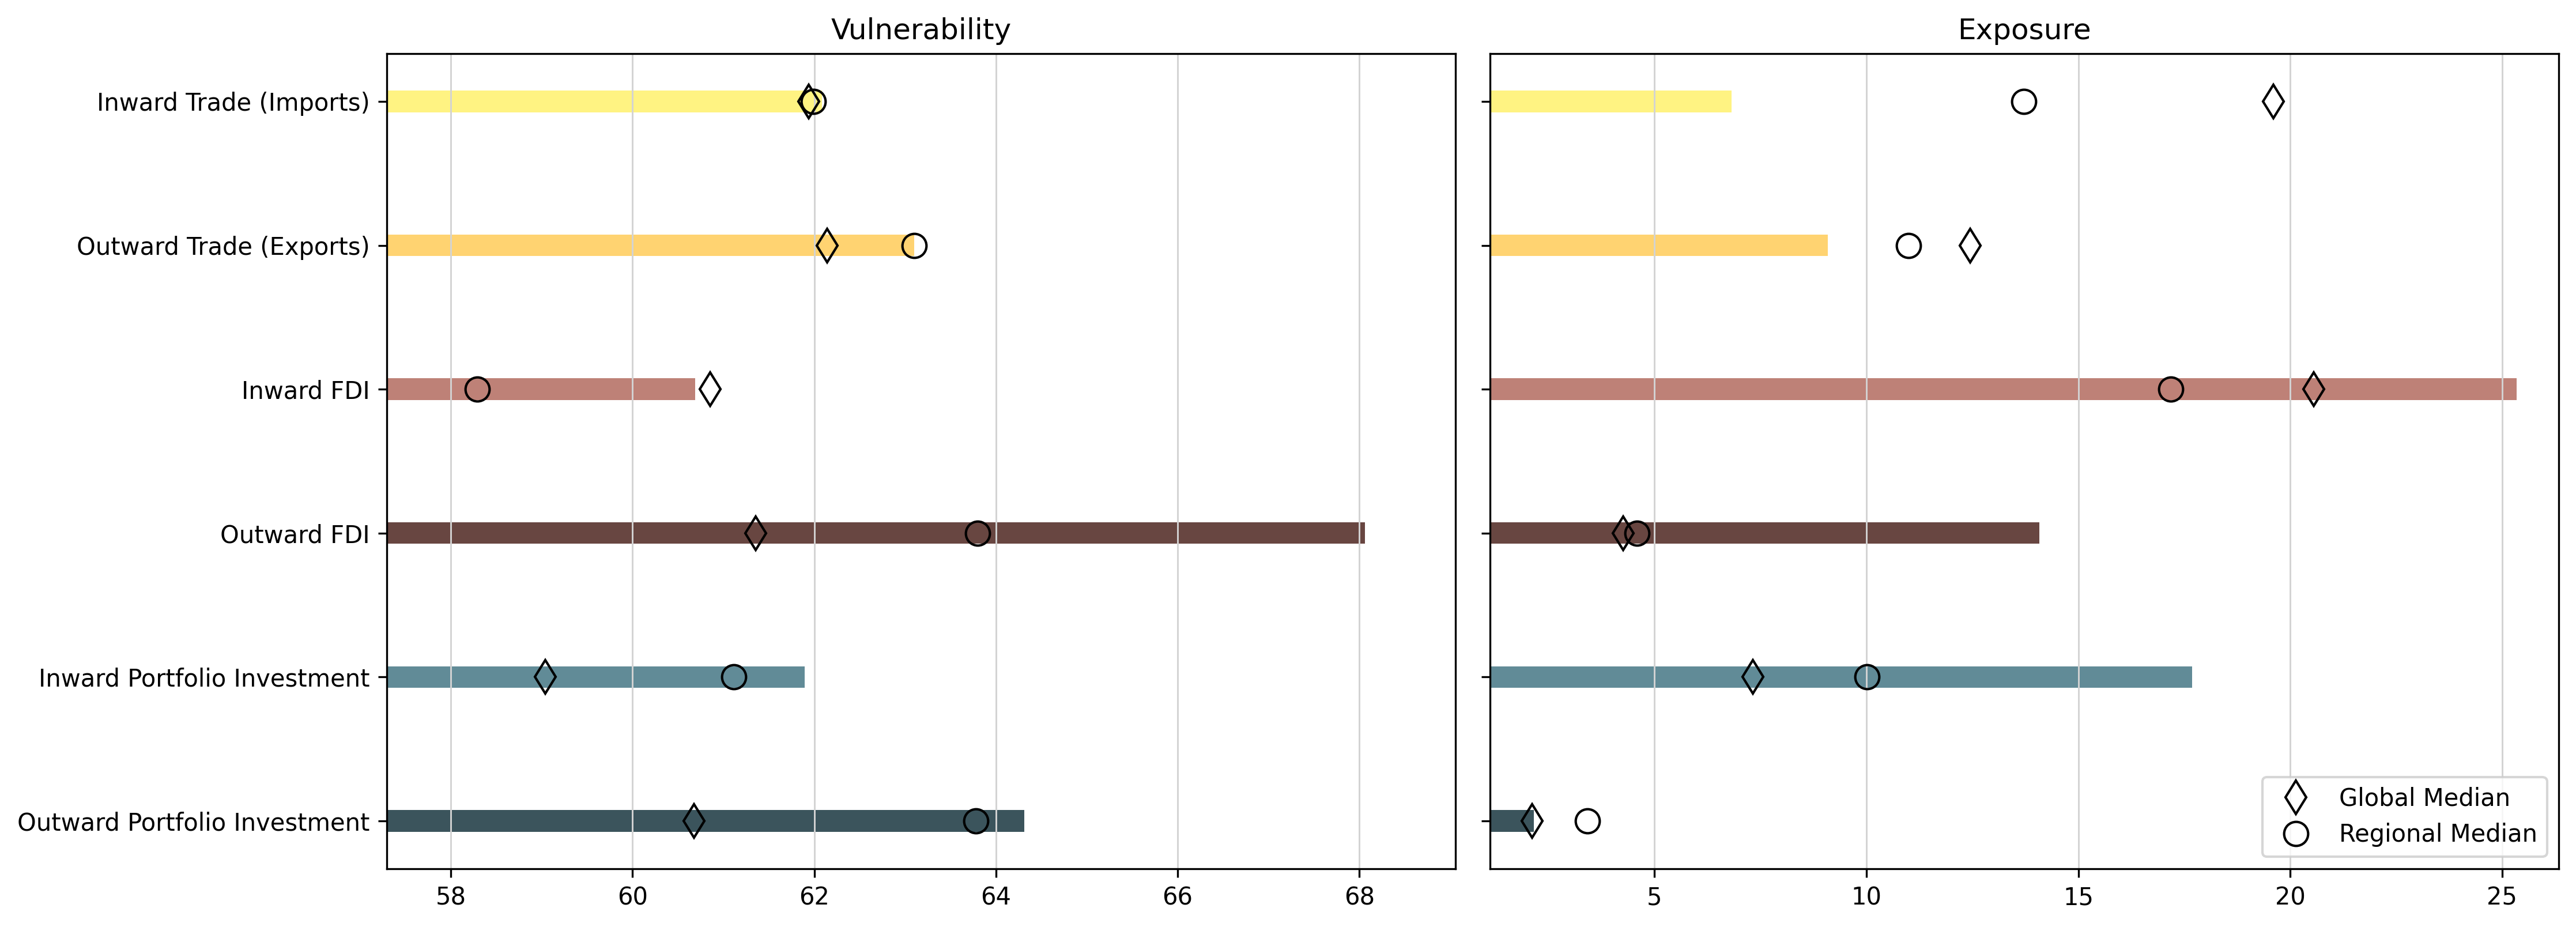 Vulnerability
Exposure
Inward Trade (Imports)
Outward Trade (Exports)
Inward FDI
Outward FDI
Inward Portfolio Investment
Outward Portfolio Investment
Global Median
Regional Median
58 60 62 64 66 68
5 10 15 20 25